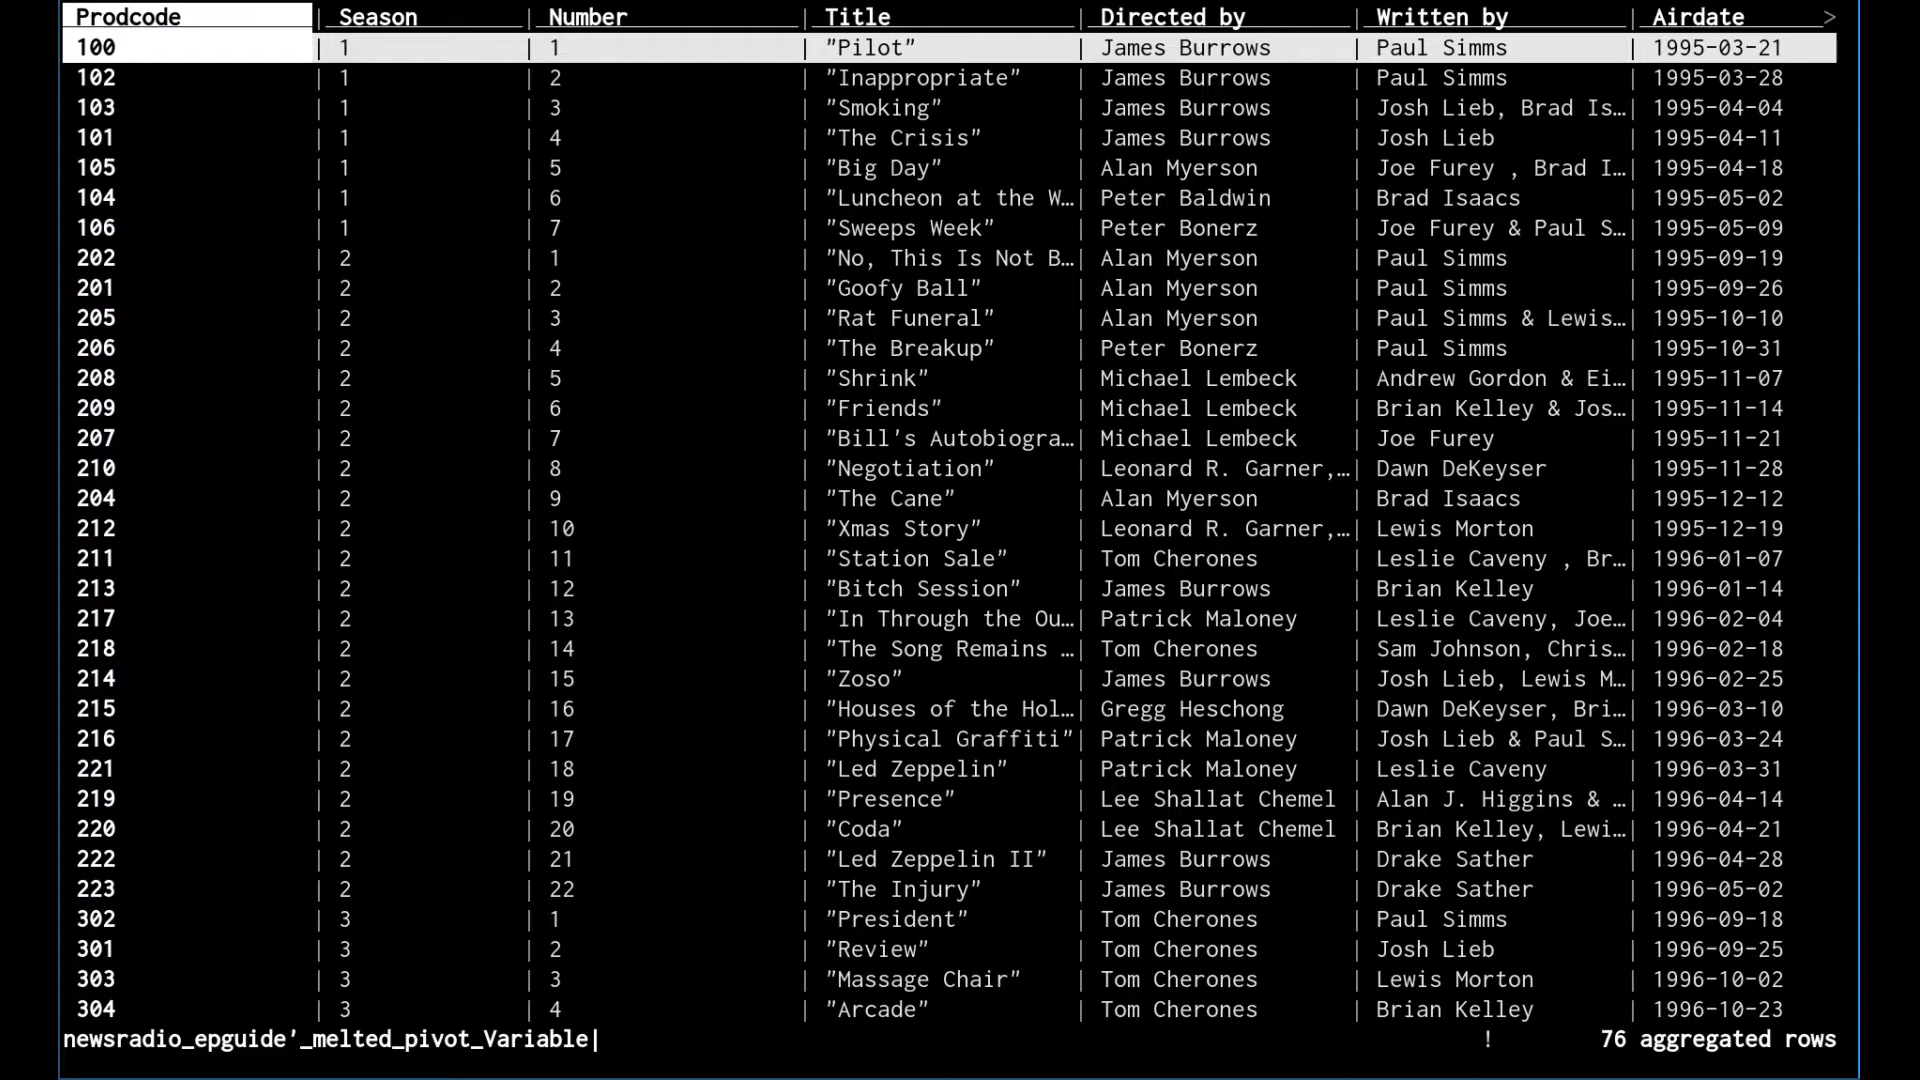 Prodcode | Season | Number | Title | Directed by | Written by | Airdate >
100 | 1 | 1 | "Pilot" | James Burrows | Paul Simms | 1995-03-21
102 | 1 | 2 | "Inappropriate" | James Burrows | Paul Simms | 1995-03-28
103 | 1 | 3 | "Smoking" | James Burrows | Josh Lieb, Brad Is…| 1995-04-04
101 | 1 | 4 | "The Crisis" | James Burrows | Josh Lieb | 1995-04-11
105 | 1 | 5 | "Big Day" | Alan Myerson | Joe Furey , Brad I…| 1995-04-18
104 | 1 | 6 | "Luncheon at the W…| Peter Baldwin | Brad Isaacs | 1995-05-02
106 | 1 | 7 | "Sweeps Week" | Peter Bonerz | Joe Furey & Paul S…| 1995-05-09
202 | 2 | 1 | "No, This Is Not B…| Alan Myerson | Paul Simms | 1995-09-19
201 | 2 | 2 | "Goofy Ball" | Alan Myerson | Paul Simms | 1995-09-26
205 | 2 | 3 | "Rat Funeral" | Alan Myerson | Paul Simms & Lewis…| 1995-10-10
206 | 2 | 4 | "The Breakup" | Peter Bonerz | Paul Simms | 1995-10-31
208 | 2 | 5 | "Shrink" | Michael Lembeck | Andrew Gordon & Ei…| 1995-11-07
209 | 2 | 6 | "Friends" | Michael Lembeck | Brian Kelley & Jos…| 1995-11-14
207 | 2 | 7 | "Bill's Autobiogra…| Michael Lembeck | Joe Furey | 1995-11-21
210 | 2 | 8 | "Negotiation" | Leonard R. Garner,…| Dawn DeKeyser | 1995-11-28
204 | 2 | 9 | "The Cane" | Alan Myerson | Brad Isaacs | 1995-12-12
212 | 2 | 10 | "Xmas Story" | Leonard R. Garner,…| Lewis Morton | 1995-12-19
211 | 2 | 11 | "Station Sale" | Tom Cherones | Leslie Caveny , Br…| 1996-01-07
213 | 2 | 12 | "Bitch Session" | James Burrows | Brian Kelley | 1996-01-14
217 | 2 | 13 | "In Through the Ou…| Patrick Maloney | Leslie Caveny, Joe…| 1996-02-04
218 | 2 | 14 | "The Song Remains …| Tom Cherones | Sam Johnson, Chris…| 1996-02-18
214 | 2 | 15 | "Zoso" | James Burrows | Josh Lieb, Lewis M…| 1996-02-25
215 | 2 | 16 | "Houses of the Hol…| Gregg Heschong | Dawn DeKeyser, Bri…| 1996-03-10
216 | 2 | 17 | "Physical Graffiti"| Patrick Maloney | Josh Lieb & Paul S…| 1996-03-24
221 | 2 | 18 | "Led Zeppelin" | Patrick Maloney | Leslie Caveny | 1996-03-31
219 | 2 | 19 | "Presence" | Lee Shallat Chemel | Alan J. Higgins & …| 1996-04-14
220 | 2 | 20 | "Coda" | Lee Shallat Chemel | Brian Kelley, Lewi…| 1996-04-21
222 | 2 | 21 | "Led Zeppelin II" | James Burrows | Drake Sather | 1996-04-28
223 | 2 | 22 | "The Injury" | James Burrows | Drake Sather | 1996-05-02
302 | 3 | 1 | "President" | Tom Cherones | Paul Simms | 1996-09-18
301 | 3 | 2 | "Review" | Tom Cherones | Josh Lieb | 1996-09-25
303 | 3 | 3 | "Massage Chair" | Tom Cherones | Lewis Morton | 1996-10-02
304 | 3 | 4 | "Arcade" | Tom Cherones | Brian Kelley | 1996-10-23
newsradio_epguide'_melted_pivot_Variable| ! 76 aggregated rows